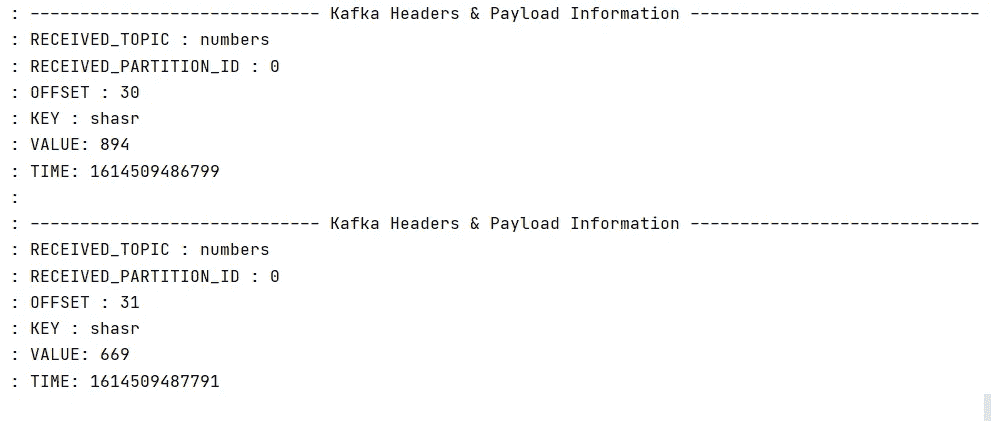 : ----------------------------- Kafka Headers & Payload Information -----------------------------
: RECEIVED_TOPIC : numbers
: RECEIVED_PARTITION_ID : 0
: OFFSET : 30
: KEY : shasr
: VALUE: 894
: TIME: 1614509486799
:
: ----------------------------- Kafka Headers & Payload Information -----------------------------
: RECEIVED_TOPIC : numbers
: RECEIVED_PARTITION_ID : 0
: OFFSET : 31
: KEY : shasr
: VALUE: 669
: TIME: 1614509487791